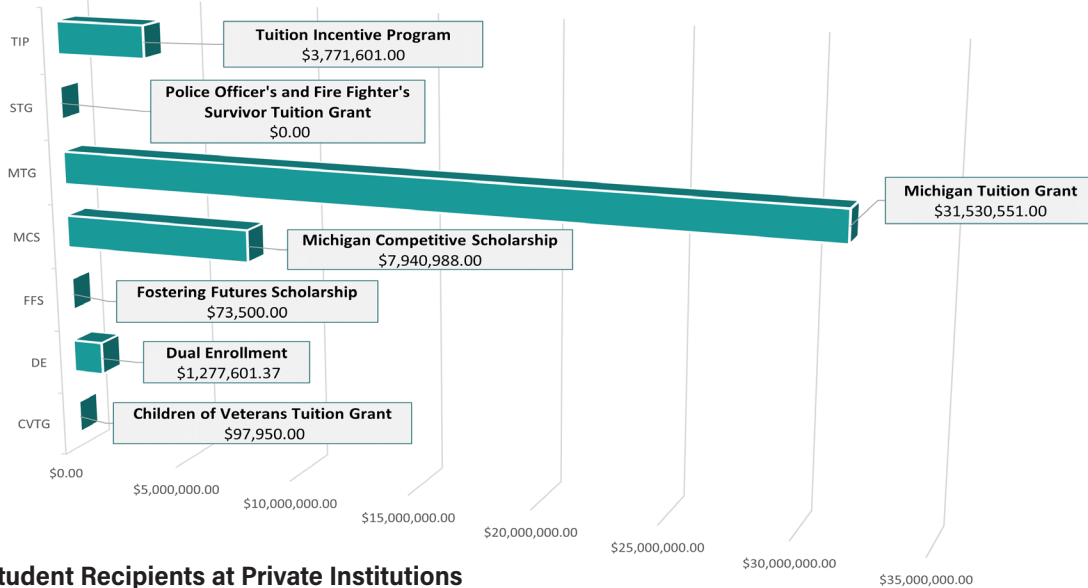 TIP
Tuition Incentive Program
$3,771,601.00
STG
Police Officer's and Fire Fighter's
Survivor Tuition Grant
$0.00
MTG
Michigan Tuition Grant
$31,530,551.00
MCS
Michigan Competitive Scholarship
$7,940,988.00
FFS
Fostering Futures Scholarship
$73,500.00
DE
Dual Enrollment
$1,277,601.37
CVTG
Children of Veterans Tuition Grant
$97,950.00
$0.00
$5,000,000.00
$10,000,000.00
$15,000,000.00
$20,000,000.00
$25,000,000.00
$30,000,000.00
$35,000,000.00
tudent Recipients at Private Institutions